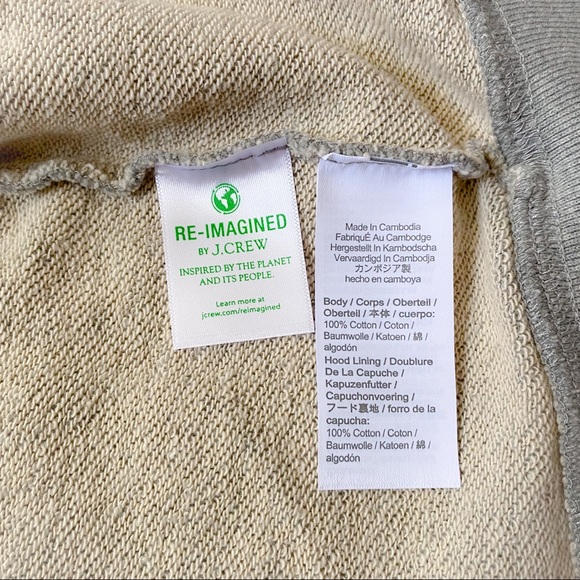 RE-IMAGINED
BY J.CREW
INSPIRED BY THE PLANET
AND ITS PEOPLE.
Learn more at
jcrew.com/reimagined
Made In Cambodia
FabriquÉ Au Cambodge
Hergestellt In Kambodscha
Vervaardigd In Cambodja
カンボジア製
hecho en camboya
Body / Corps / Oberteil /
Oberteil / 本体 / cuerpo:
100% Cotton / Coton /
Baumwolle / Katoen / 綿 /
algodón
Hood Lining / Doublure
De La Capuche /
Kapuzenfutter /
Capuchonvoering /
フード裏地 / forro de la
capucha:
100% Cotton / Coton /
Baumwolle / Katoen / 綿 /
algodón